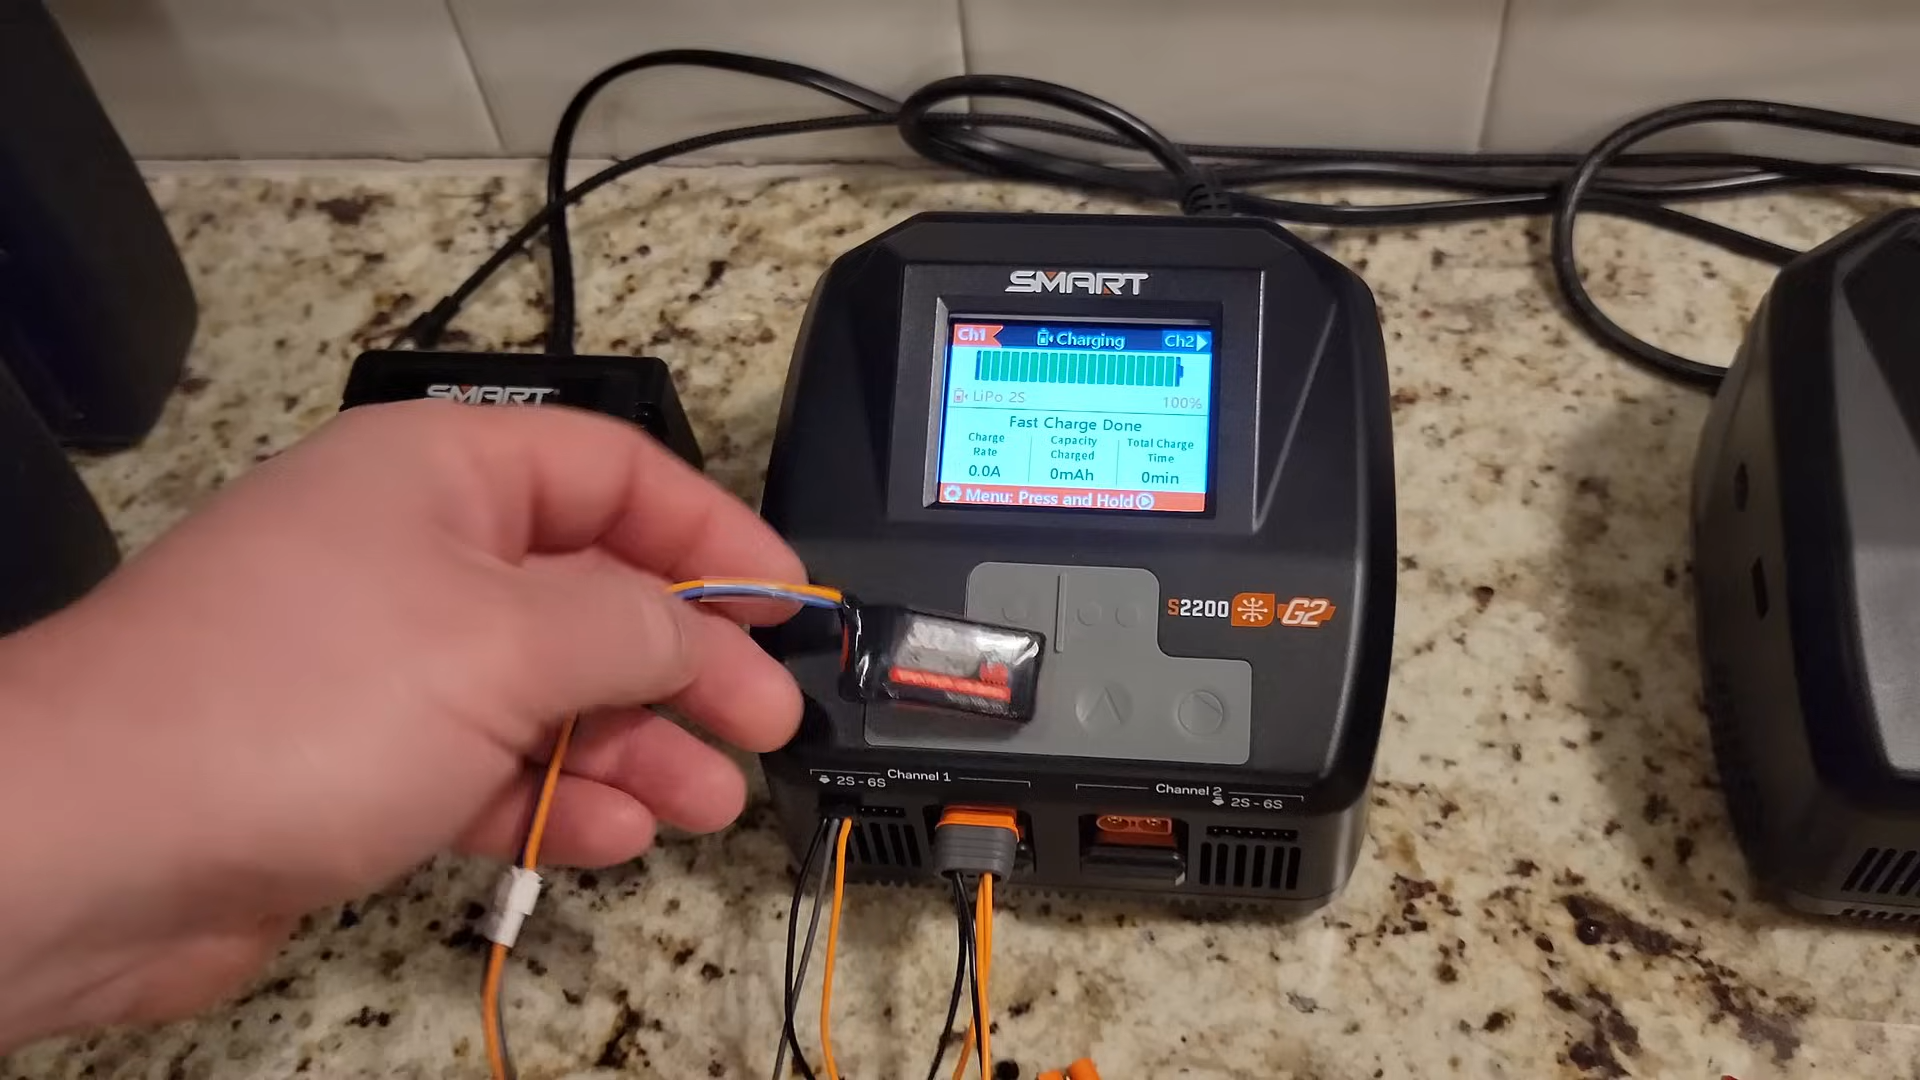 SMART
SMART
Ch1 Charging Ch2
LiPo 2S 100%
Fast Charge Done
Charge Rate
0.0A
Capacity Charged
0mAh
Total Charge Time
0min
Menu: Press and Hold
S2200 G2
Channel 1
2S - 6S
Channel 2
2S - 6S